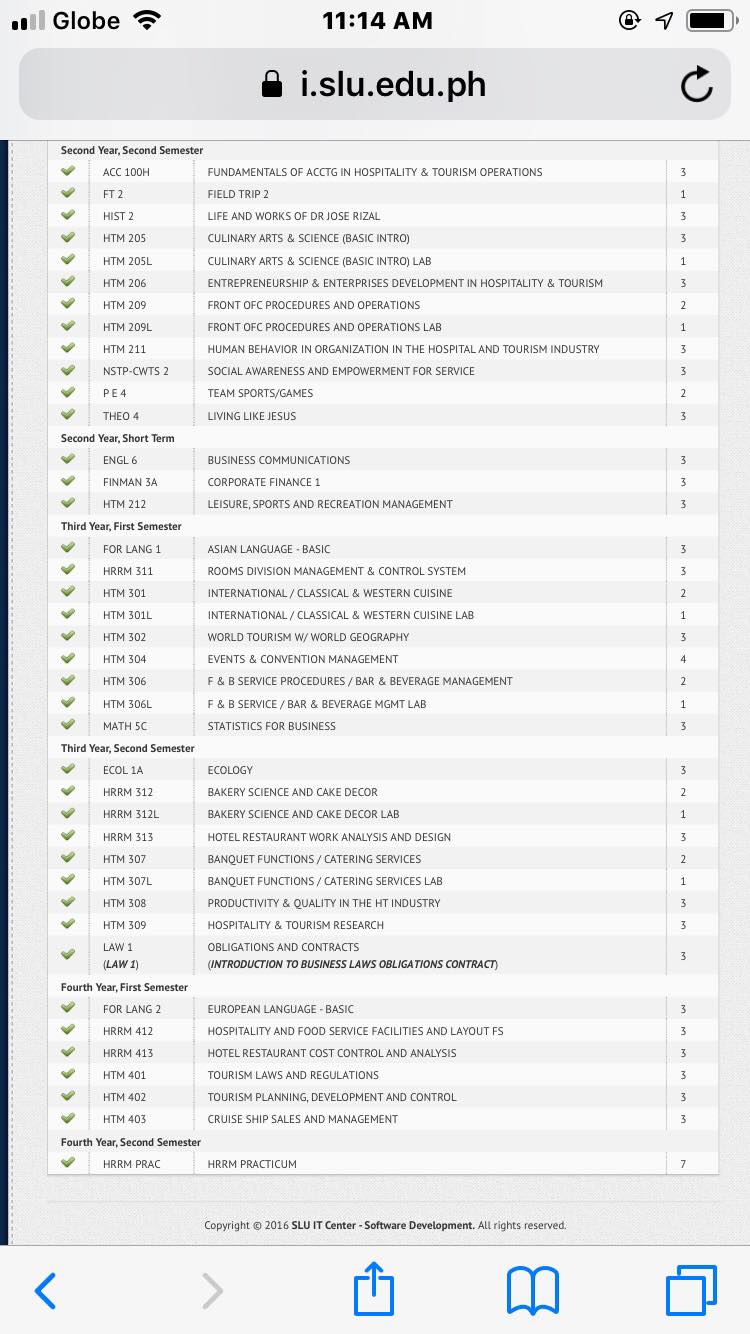 Globe 11:14 AM
i.slu.edu.ph
Second Year, Second Semester
ACC 100H FUNDAMENTALS OF ACCTG IN HOSPITALITY & TOURISM OPERATIONS 3
FT 2 FIELD TRIP 2 1
HIST 2 LIFE AND WORKS OF DR JOSE RIZAL 3
HTM 205 CULINARY ARTS & SCIENCE (BASIC INTRO) 3
HTM 205L CULINARY ARTS & SCIENCE (BASIC INTRO) LAB 1
HTM 206 ENTREPRENEURSHIP & ENTERPRISES DEVELOPMENT IN HOSPITALITY & TOURISM 3
HTM 209 FRONT OFC PROCEDURES AND OPERATIONS 2
HTM 209L FRONT OFC PROCEDURES AND OPERATIONS LAB 1
HTM 211 HUMAN BEHAVIOR IN ORGANIZATION IN THE HOSPITAL AND TOURISM INDUSTRY 3
NSTP-CWTS 2 SOCIAL AWARENESS AND EMPOWERMENT FOR SERVICE 3
P E 4 TEAM SPORTS/GAMES 2
THEO 4 LIVING LIKE JESUS 3
Second Year, Short Term
ENGL 6 BUSINESS COMMUNICATIONS 3
FINMAN 3A CORPORATE FINANCE 1 3
HTM 212 LEISURE, SPORTS AND RECREATION MANAGEMENT 3
Third Year, First Semester
FOR LANG 1 ASIAN LANGUAGE - BASIC 3
HRRM 311 ROOMS DIVISION MANAGEMENT & CONTROL SYSTEM 3
HTM 301 INTERNATIONAL / CLASSICAL & WESTERN CUISINE 2
HTM 301L INTERNATIONAL / CLASSICAL & WESTERN CUISINE LAB 1
HTM 302 WORLD TOURISM W/ WORLD GEOGRAPHY 3
HTM 304 EVENTS & CONVENTION MANAGEMENT 4
HTM 306 F & B SERVICE PROCEDURES / BAR & BEVERAGE MANAGEMENT 2
HTM 306L F & B SERVICE / BAR & BEVERAGE MGMT LAB 1
MATH 5C STATISTICS FOR BUSINESS 3
Third Year, Second Semester
ECOL 1A ECOLOGY 3
HRRM 312 BAKERY SCIENCE AND CAKE DECOR 2
HRRM 312L BAKERY SCIENCE AND CAKE DECOR LAB 1
HRRM 313 HOTEL RESTAURANT WORK ANALYSIS AND DESIGN 3
HTM 307 BANQUET FUNCTIONS / CATERING SERVICES 2
HTM 307L BANQUET FUNCTIONS / CATERING SERVICES LAB 1
HTM 308 PRODUCTIVITY & QUALITY IN THE HT INDUSTRY 3
HTM 309 HOSPITALITY & TOURISM RESEARCH 3
LAW 1 OBLIGATIONS AND CONTRACTS 3
(LAW 1) (INTRODUCTION TO BUSINESS LAWS OBLIGATIONS CONTRACT)
Fourth Year, First Semester
FOR LANG 2 EUROPEAN LANGUAGE - BASIC 3
HRRM 412 HOSPITALITY AND FOOD SERVICE FACILITIES AND LAYOUT FS 3
HRRM 413 HOTEL RESTAURANT COST CONTROL AND ANALYSIS 3
HTM 401 TOURISM LAWS AND REGULATIONS 3
HTM 402 TOURISM PLANNING, DEVELOPMENT AND CONTROL 3
HTM 403 CRUISE SHIP SALES AND MANAGEMENT 3
Fourth Year, Second Semester
HRRM PRAC HRRM PRACTICUM 7
Copyright © 2016 SLU IT Center - Software Development. All rights reserved.